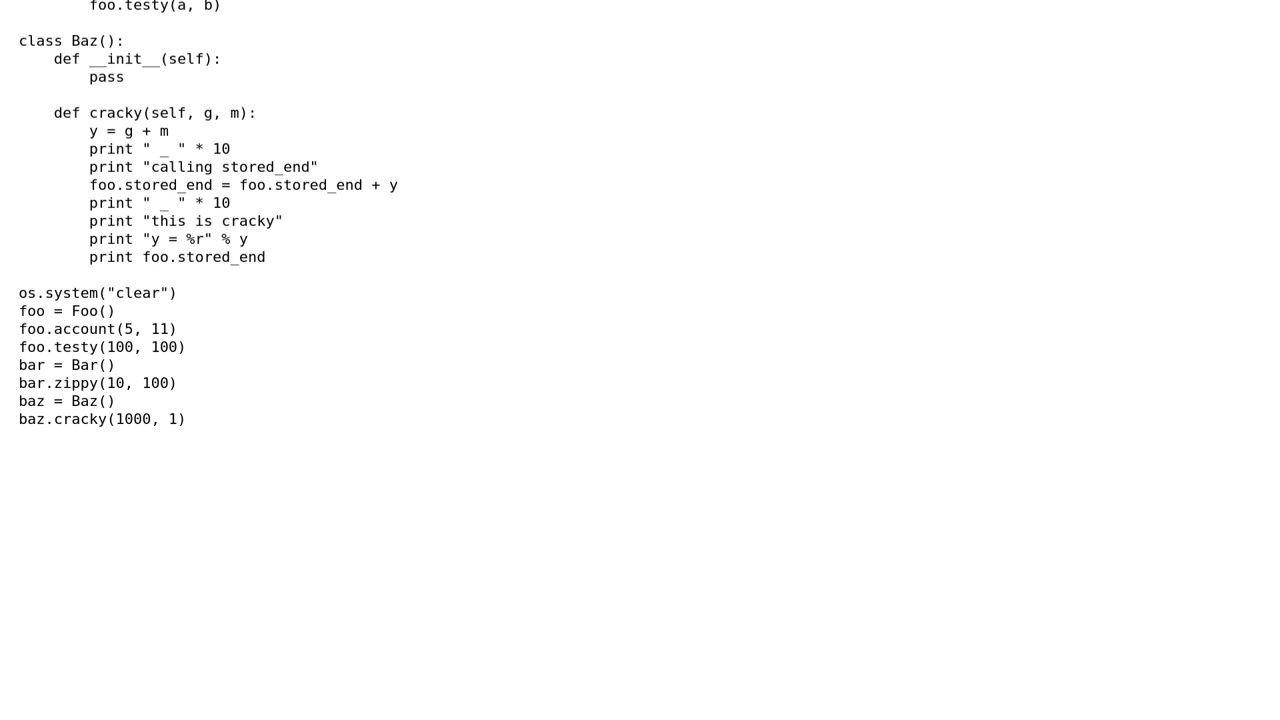 foo.testy(a, b)

class Baz():
    def __init__(self):
        pass

    def cracky(self, g, m):
        y = g + m
        print " _ " * 10
        print "calling stored_end"
        foo.stored_end = foo.stored_end + y
        print " _ " * 10
        print "this is cracky"
        print "y = %r" % y
        print foo.stored_end

os.system("clear")
foo = Foo()
foo.account(5, 11)
foo.testy(100, 100)
bar = Bar()
bar.zippy(10, 100)
baz = Baz()
baz.cracky(1000, 1)